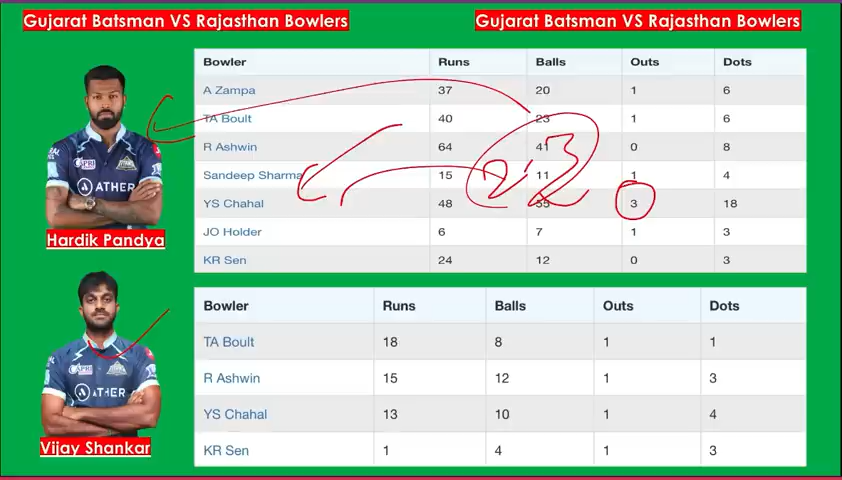 Gujarat Batsman VS Rajasthan Bowlers
Gujarat Batsman VS Rajasthan Bowlers
Bowler Runs Balls Outs Dots
A Zampa 37 20 1 6
TA Boult 40 23 1 6
R Ashwin 64 41 0 8
Sandeep Sharma 15 11 1 4
YS Chahal 48 55 3 18
JO Holder 6 7 1 3
KR Sen 24 12 0 3
CAPRI
TITANS
ATHER
Hardik Pandya
Bowler Runs Balls Outs Dots
TA Boult 18 8 1 1
R Ashwin 15 12 1 3
YS Chahal 13 10 1 4
KR Sen 1 4 1 3
CAPRI
ATHER
Vijay Shankar